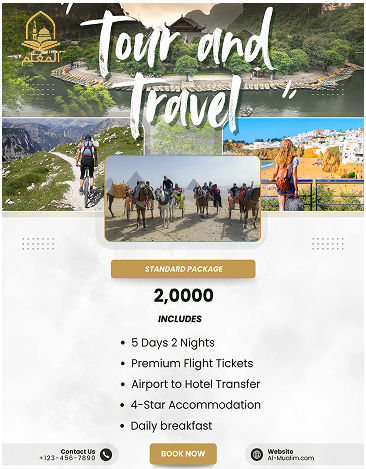 المعلم
" Tour and
Travel "
STANDARD PACKAGE
2,0000
INCLUDES
• 5 Days 2 Nights
• Premium Flight Tickets
• Airport to Hotel Transfer
• 4-Star Accommodation
• Daily breakfast
Contact Us
+123-456-7890
BOOK NOW
Website
Al-Mualim.com